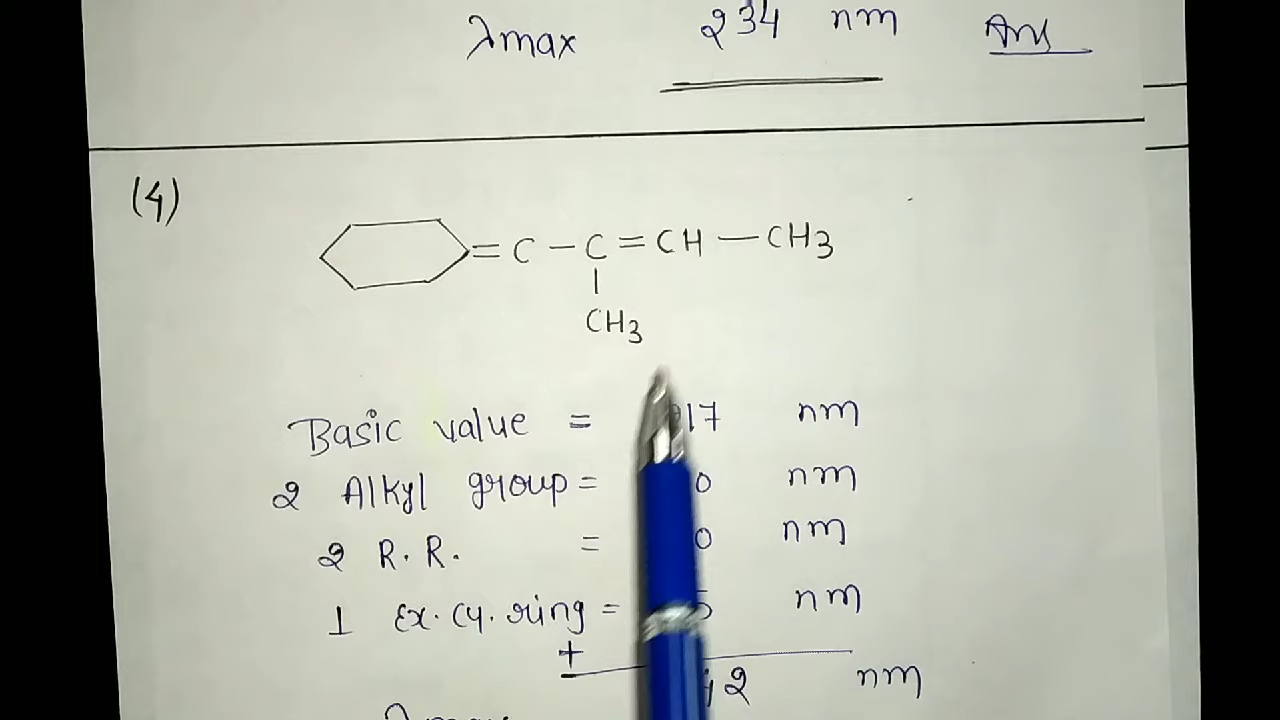 λmax 234 nm Ans
(4)
=C-C=CH-CH3
CH3
Basic value = 17 nm
2 Alkyl group = 0 nm
2 R.R. = 0 nm
1 Ex.cy.ring = 5 nm
+
2 nm